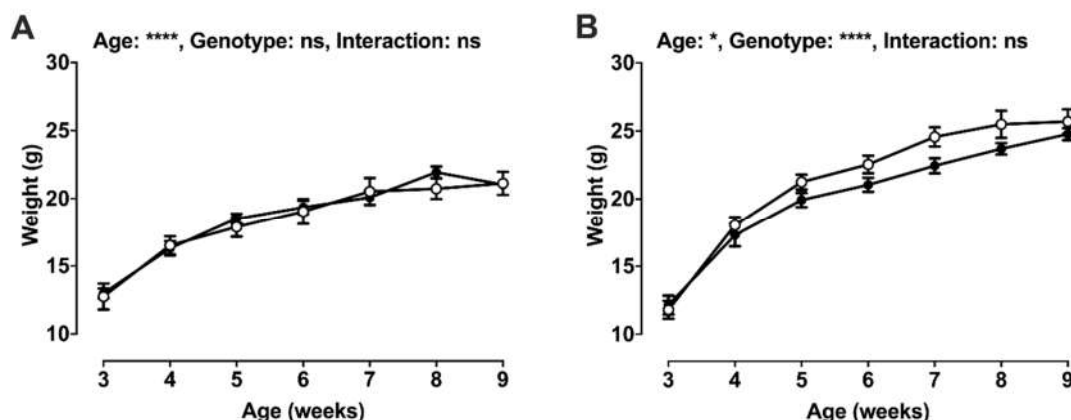 A
Age: ****, Genotype: ns, Interaction: ns
30
25
20
15
10
Weight (g)
3 4 5 6 7 8 9
Age (weeks)
B
Age: *, Genotype: ****, Interaction: ns
30
25
20
15
10
Weight (g)
3 4 5 6 7 8 9
Age (weeks)